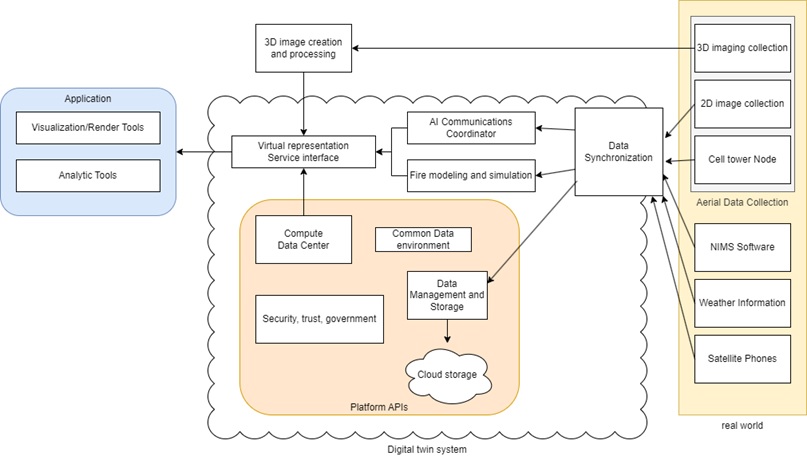 3D image creation
and processing
3D imaging collection
Application
Visualization/Render Tools
Analytic Tools
Virtual representation
Service interface
AI Communications
Coordinator
Fire modeling and simulation
Data
Synchronization
2D image collection
Cell tower Node
Aerial Data Collection
Compute
Data Center
Common Data
environment
Data
Management and
Storage
Security, trust, government
Cloud storage
Platform APIs
NIMS Software
Weather Information
Satellite Phones
real world
Digital twin system